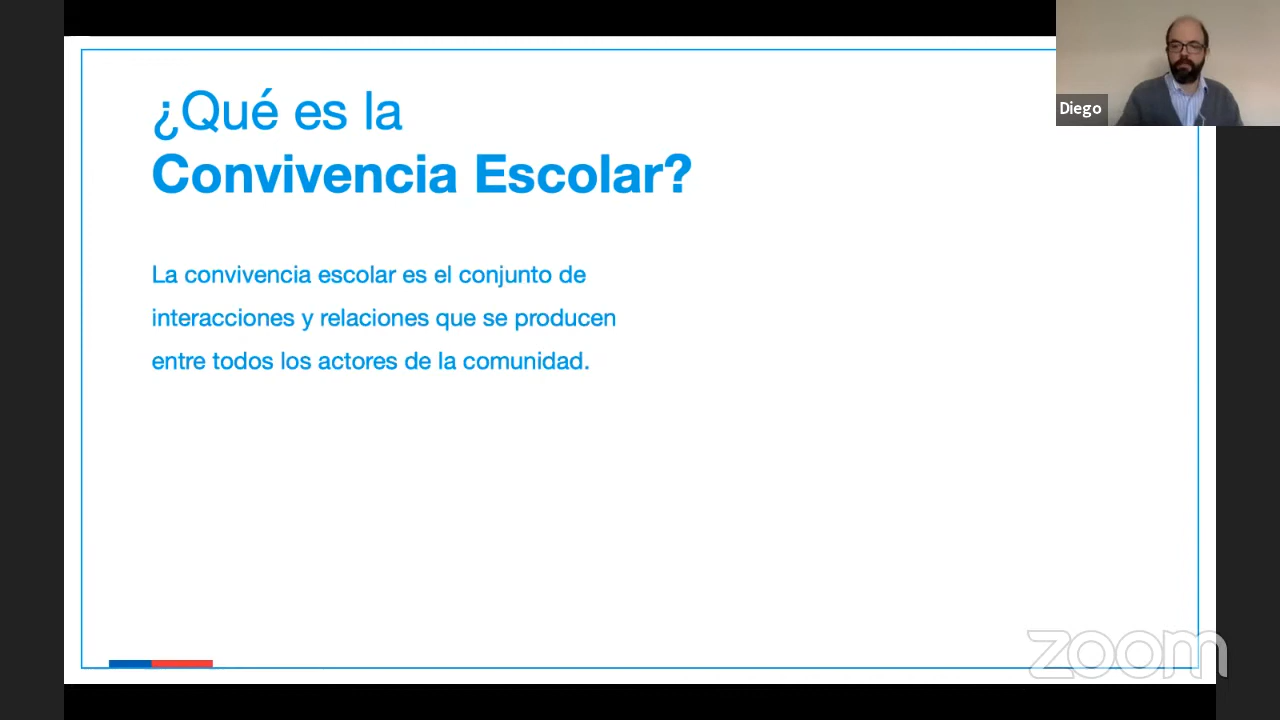 ¿Qué es la
Convivencia Escolar?
La convivencia escolar es el conjunto de
interacciones y relaciones que se producen
entre todos los actores de la comunidad.
Diego
zoom